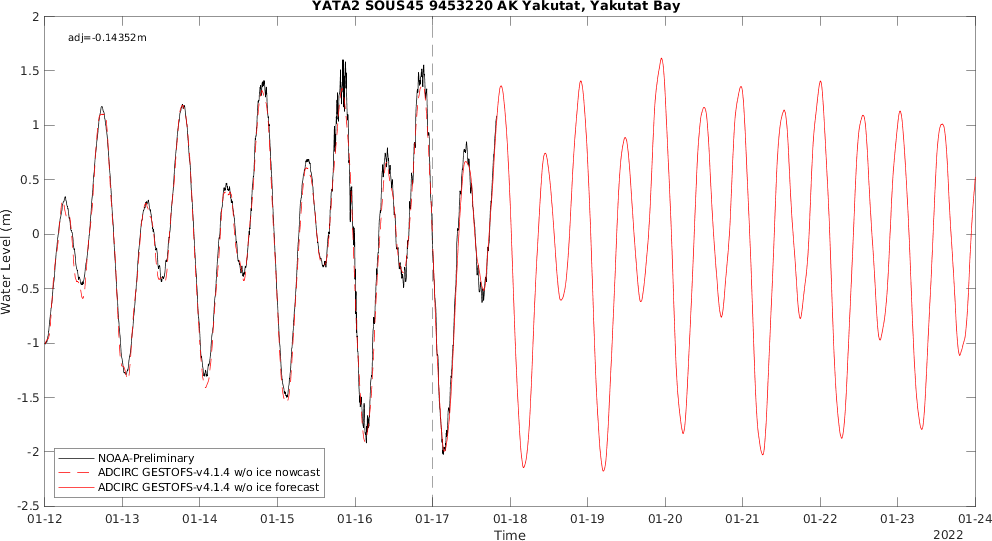 YATA2 SOUS45 9453220 AK Yakutat, Yakutat Bay
adj=-0.14352m
2
1.5
1
0.5
0
-0.5
-1
-1.5
-2
-2.5
Water Level (m)
NOAA-Preliminary
ADCIRC GESTOFS-v4.1.4 w/o ice nowcast
ADCIRC GESTOFS-v4.1.4 w/o ice forecast
01-12 01-13 01-14 01-15 01-16 01-17 01-18 01-19 01-20 01-21 01-22 01-23 01-24
Time
2022